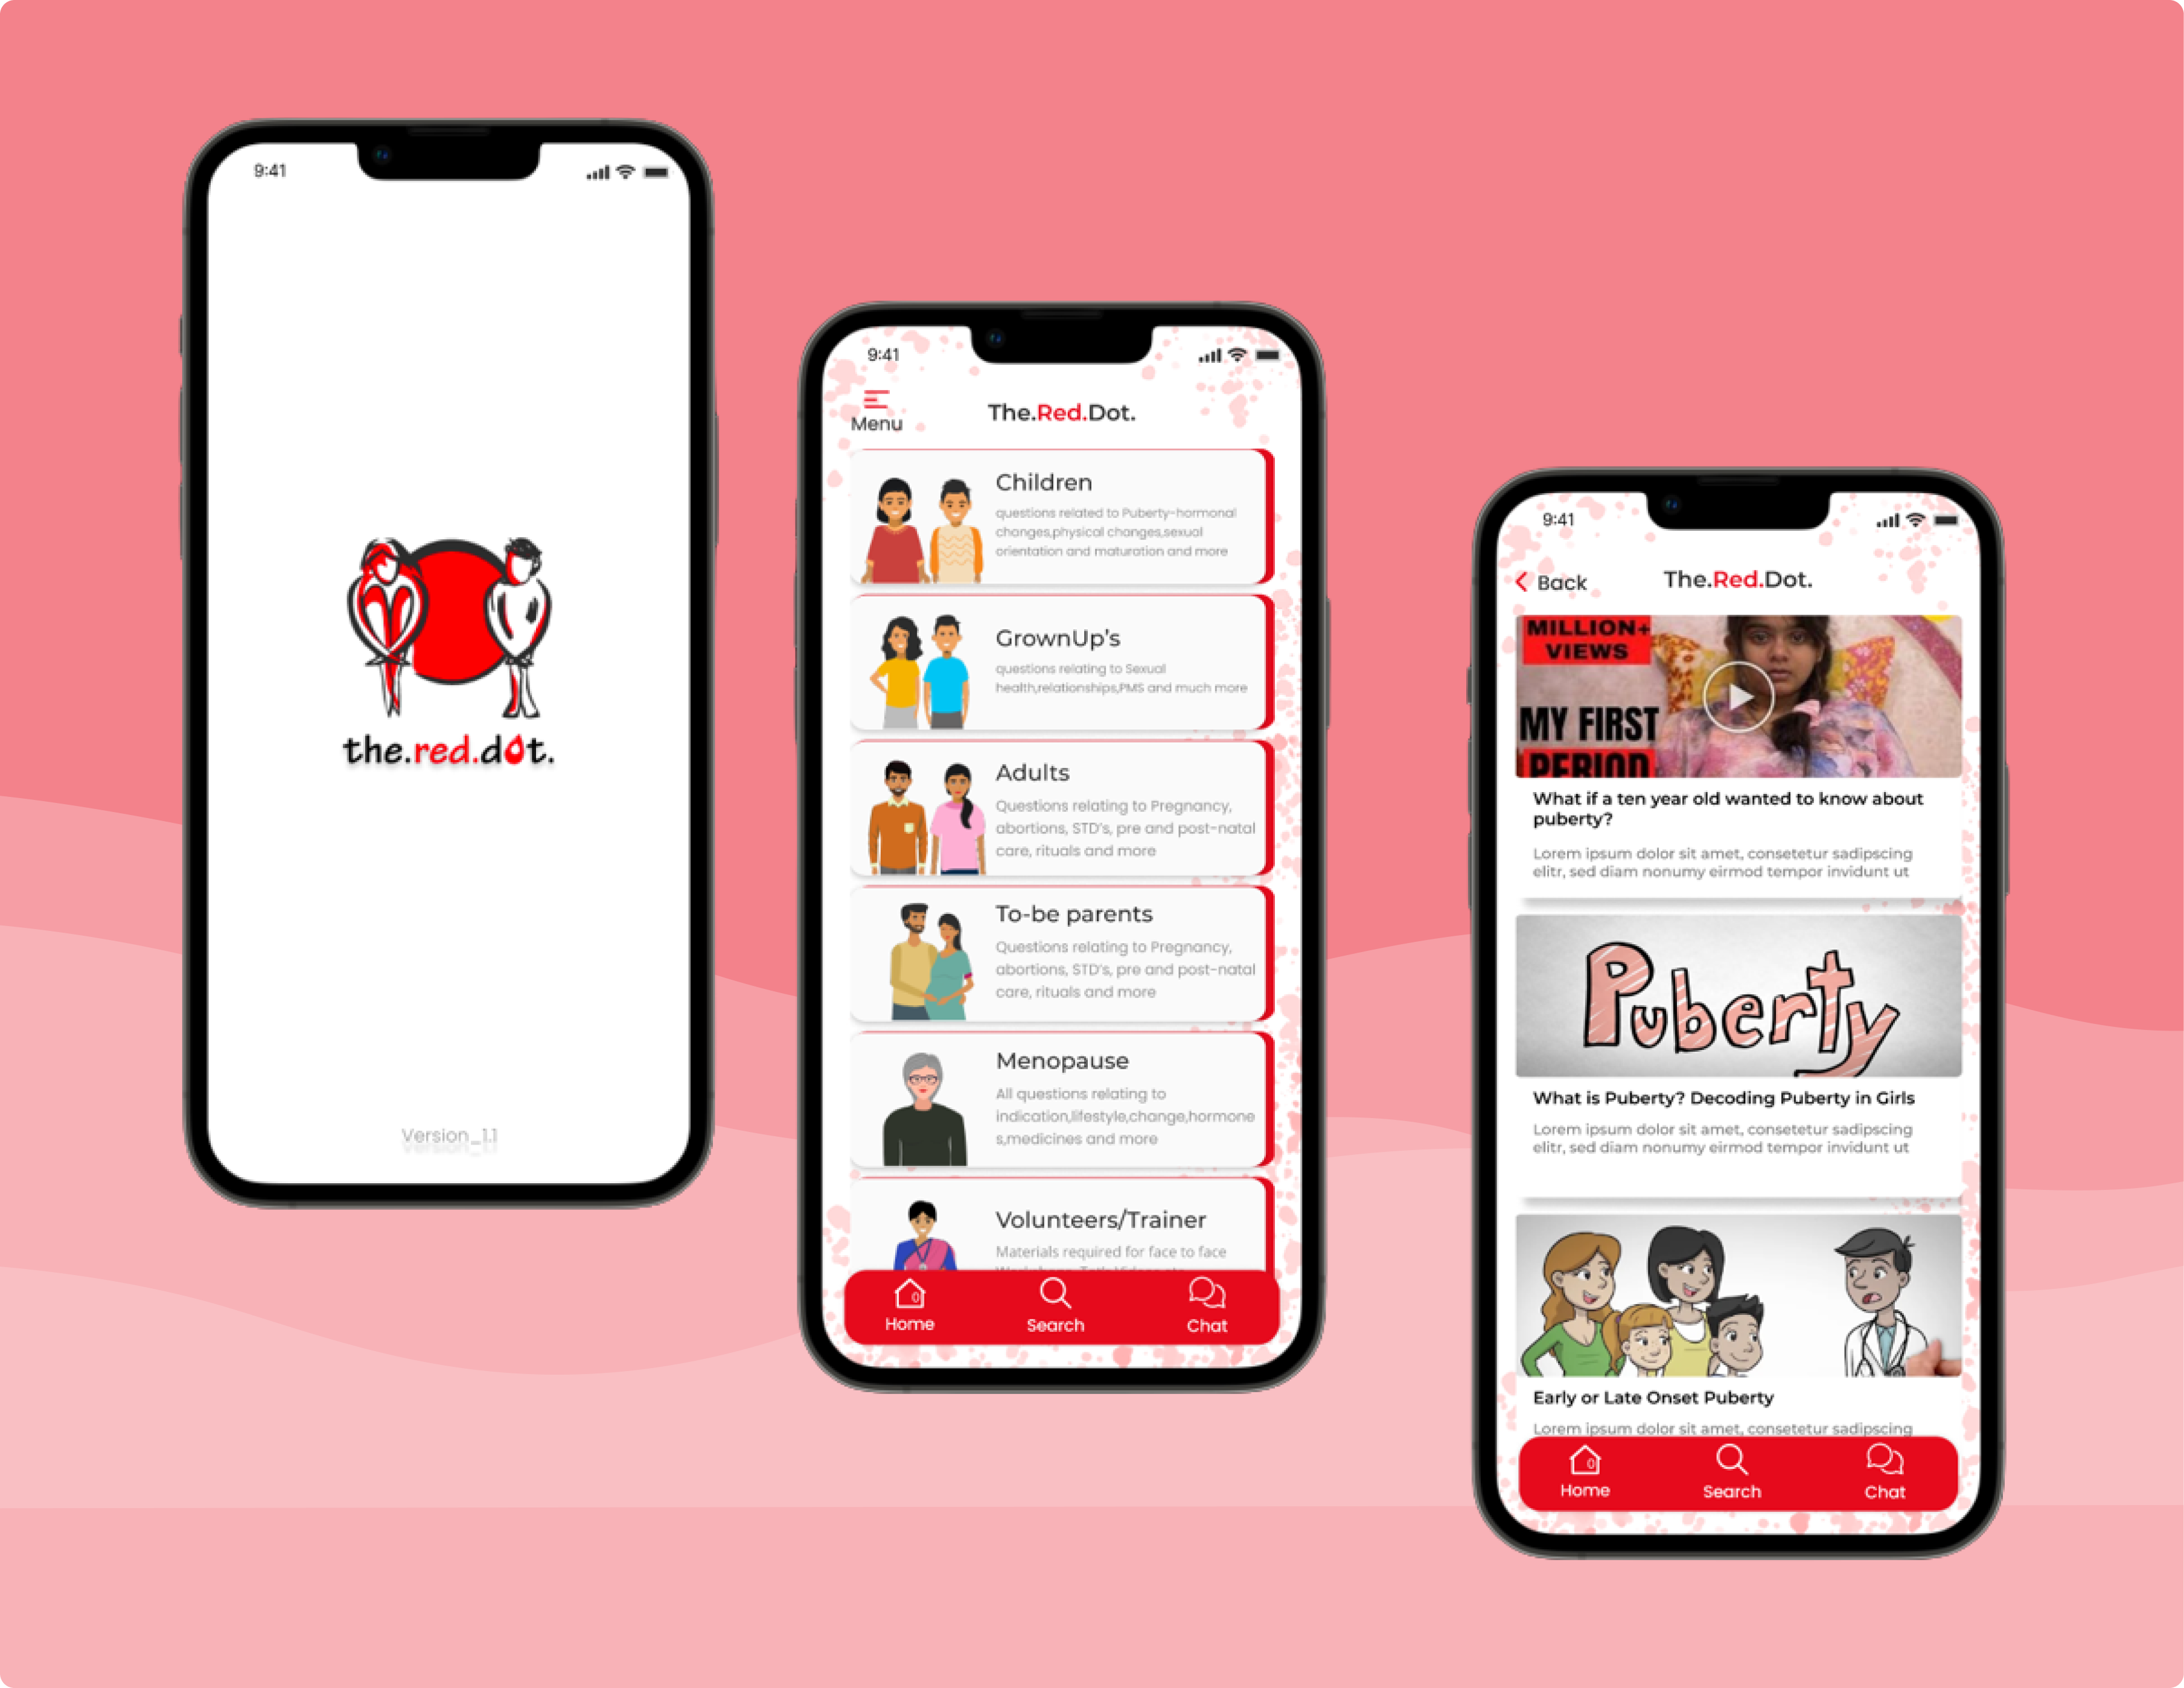 9:41
the.red.dot.
Version_1.1
9:41
Menu
The.Red.Dot.
Children
questions related to Puberty-hormonal
changes,physical changes,sexual
orientation and maturation and more
GrownUp's
questions relating to Sexual
health,relationships,PMS and much more
Adults
Questions relating to Pregnancy,
abortions, STD's, pre and post-natal
care, rituals and more
To-be parents
Questions relating to Pregnancy,
abortions, STD's, pre and post-natal
care, rituals and more
Menopause
All questions relating to
indication,lifestyle,change,hormone
s,medicines and more
Volunteers/Trainer
Materials required for face to face
Home
Search
Chat
9:41
Back
The.Red.Dot.
MILLION+
VIEWS
MY FIRST
PERIOD
What if a ten year old wanted to know about
puberty?
Lorem ipsum dolor sit amet, consetetur sadipscing
elitr, sed diam nonumy eirmod tempor invidunt ut
Puberty
What is Puberty? Decoding Puberty in Girls
Lorem ipsum dolor sit amet, consetetur sadipscing
elitr, sed diam nonumy eirmod tempor invidunt ut
Early or Late Onset Puberty
Lorem ipsum dolor sit amet, consetetur sadipscing
Home
Search
Chat